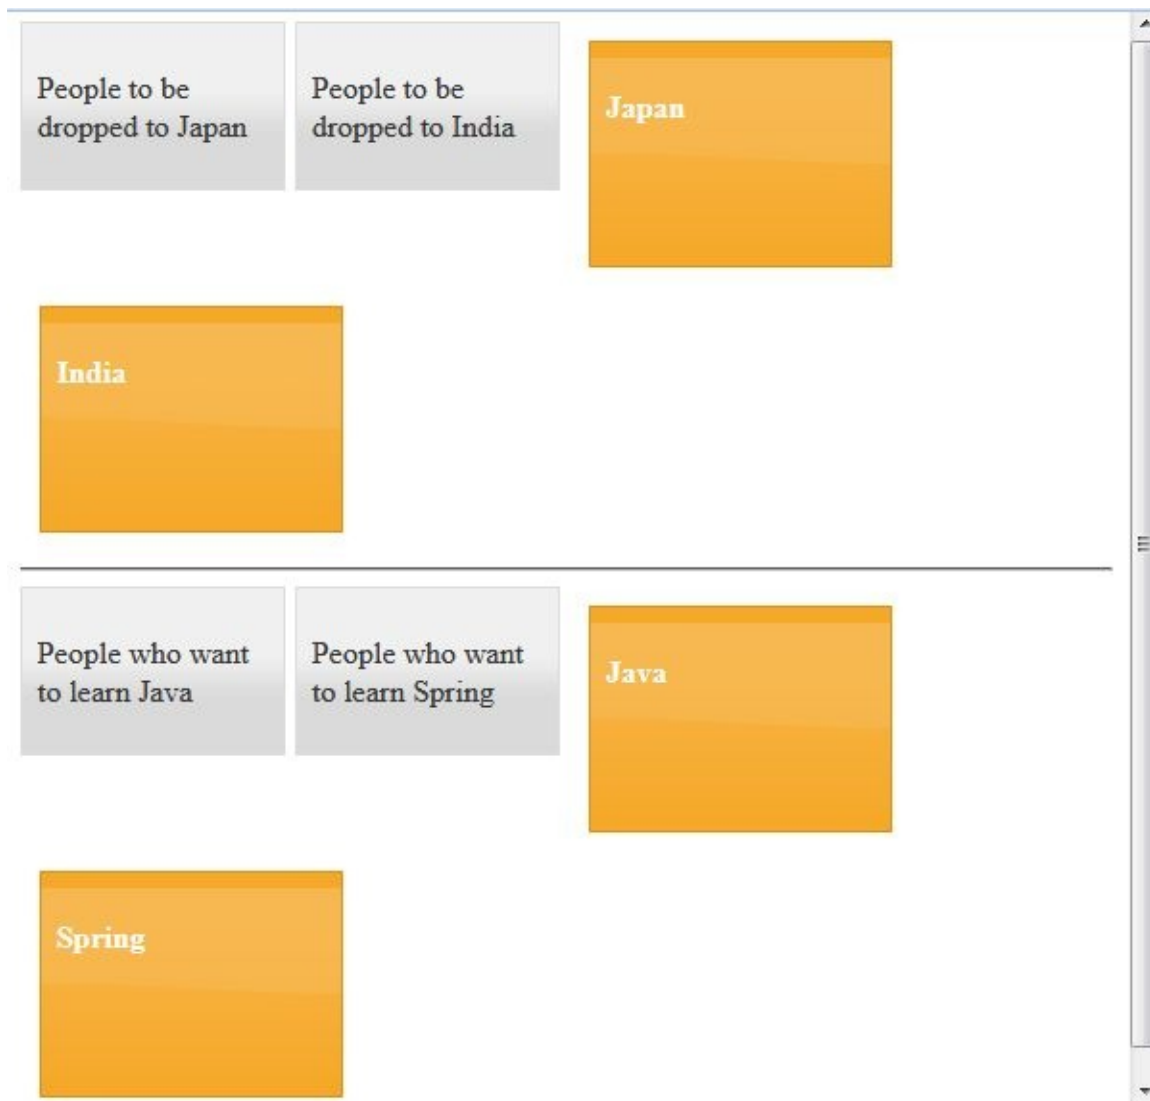 People to be
dropped to Japan
People to be
dropped to India
Japan
India
People who want
to learn Java
People who want
to learn Spring
Java
Spring